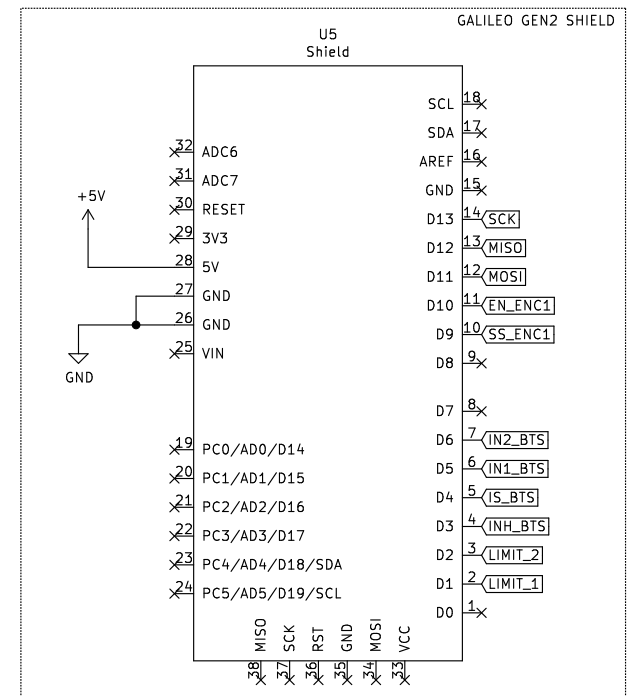 GALILEO GEN2 SHIELD
U5
Shield
18 SCL
17 SDA
16 AREF
15 GND
14 D13 SCK
13 D12 MISO
12 D11 MOSI
11 D10 EN_ENC1
10 D9 SS_ENC1
9 D8
8 D7
7 D6 IN2_BTS
6 D5 IN1_BTS
5 D4 IS_BTS
4 D3 INH_BTS
3 D2 LIMIT_2
2 D1 LIMIT_1
1 D0
32 ADC6
31 ADC7
30 RESET
29 3V3
+5V
28 5V
27 GND
26 GND
25 VIN
GND
19 PC0/AD0/D14
20 PC1/AD1/D15
21 PC2/AD2/D16
22 PC3/AD3/D17
23 PC4/AD4/D18/SDA
24 PC5/AD5/D19/SCL
MISO 38
SCK 37
RST 36
GND 35
MOSI 34
VCC 33